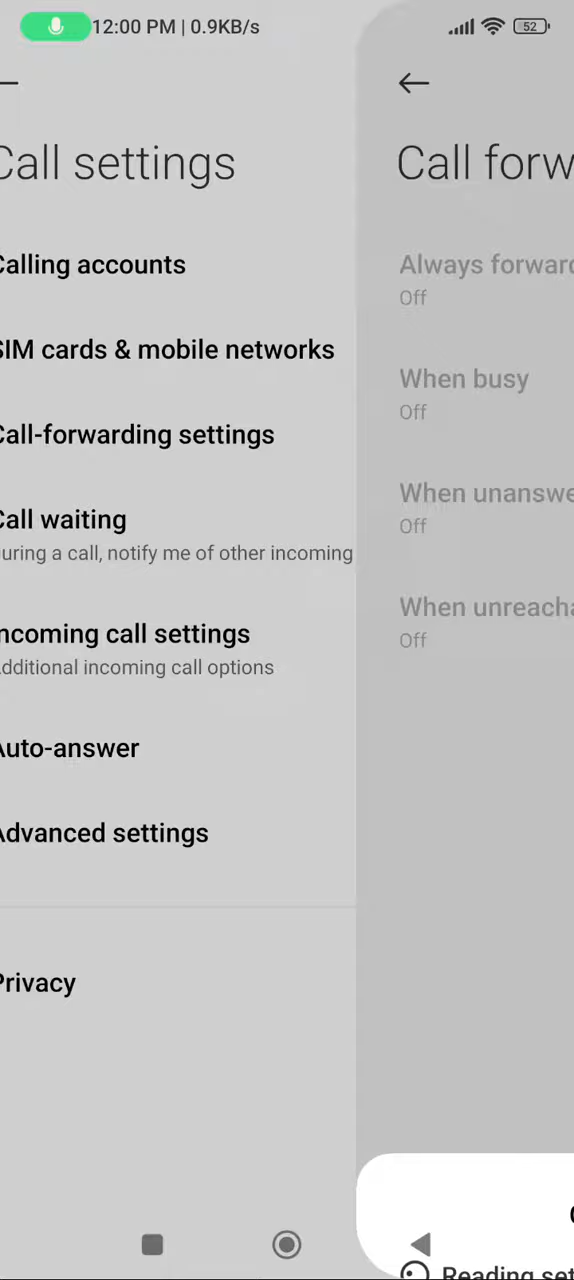 12:00 PM | 0.9KB/s 52
Call settings
Calling accounts
SIM cards & mobile networks
Call-forwarding settings
Call waiting
uring a call, notify me of other incoming
Incoming call settings
dditional incoming call options
Auto-answer
Advanced settings
Privacy
Call forw
Always forward
Off
When busy
Off
When unanswe
Off
When unreacha
Off
Reading set